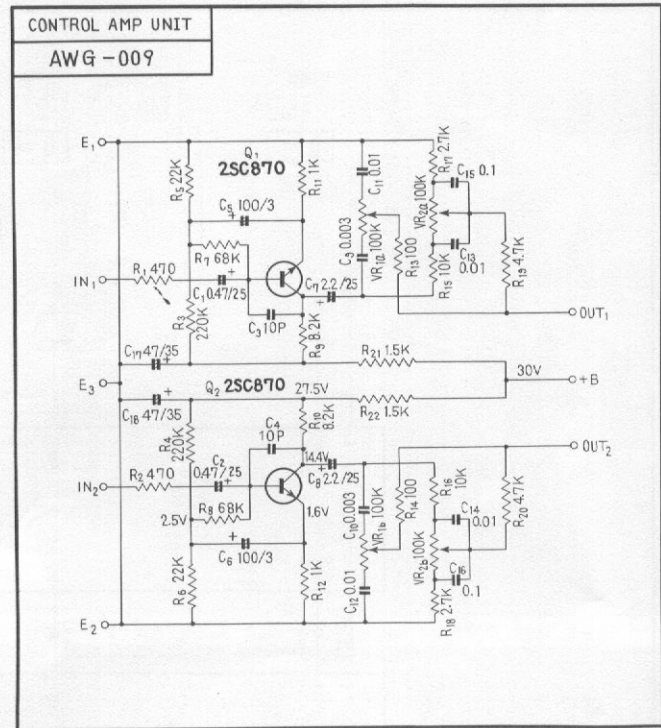 CONTROL AMP UNIT
AWG-009
E₁
Q₁
2SC870
R₅ 22K
R₁₁ 1K
C₁₁ 0.01
R₁₇ 2.7K
C₁₅ 0.1
C₅ 100/3
+
VR₂a 100K
R₇ 68K
C₉ 0.003
VR₁a 100K
R₁₃ 100
C₁₃
0.01
R₁₉ 4.7K
IN₁
R₁ 470
C₁ 0.47/25
+
C₇ 2.2/25
+
R₁₅ 10K
R₃
220K
C₃ 10P
R₉ 8.2K
OUT₁
C₁₇ 47/35
+
R₂₁ 1.5K
30V
+B
E₃
Q₂ 2SC870
27.5V
R₂₂ 1.5K
C₁₈ 47/35
+
R₁₀
8.2K
R₄
220K
C₄
10P
OUT₂
C₂
0.47/25
+
14.4V
C₈ 2.2/25
+
R₁₆
10K
R₂ 470
IN₂
C₁₀ 0.003
VR₁b 100K
R₁₄ 100
C₁₄
0.01
R₂₀ 4.7K
2.5V
R₈ 68K
1.6V
VR₂b 100K
C₁₆
0.1
+
C₆ 100/3
R₆ 22K
R₁₂ 1K
C₁₂ 0.01
R₁₈ 2.7K
E₂